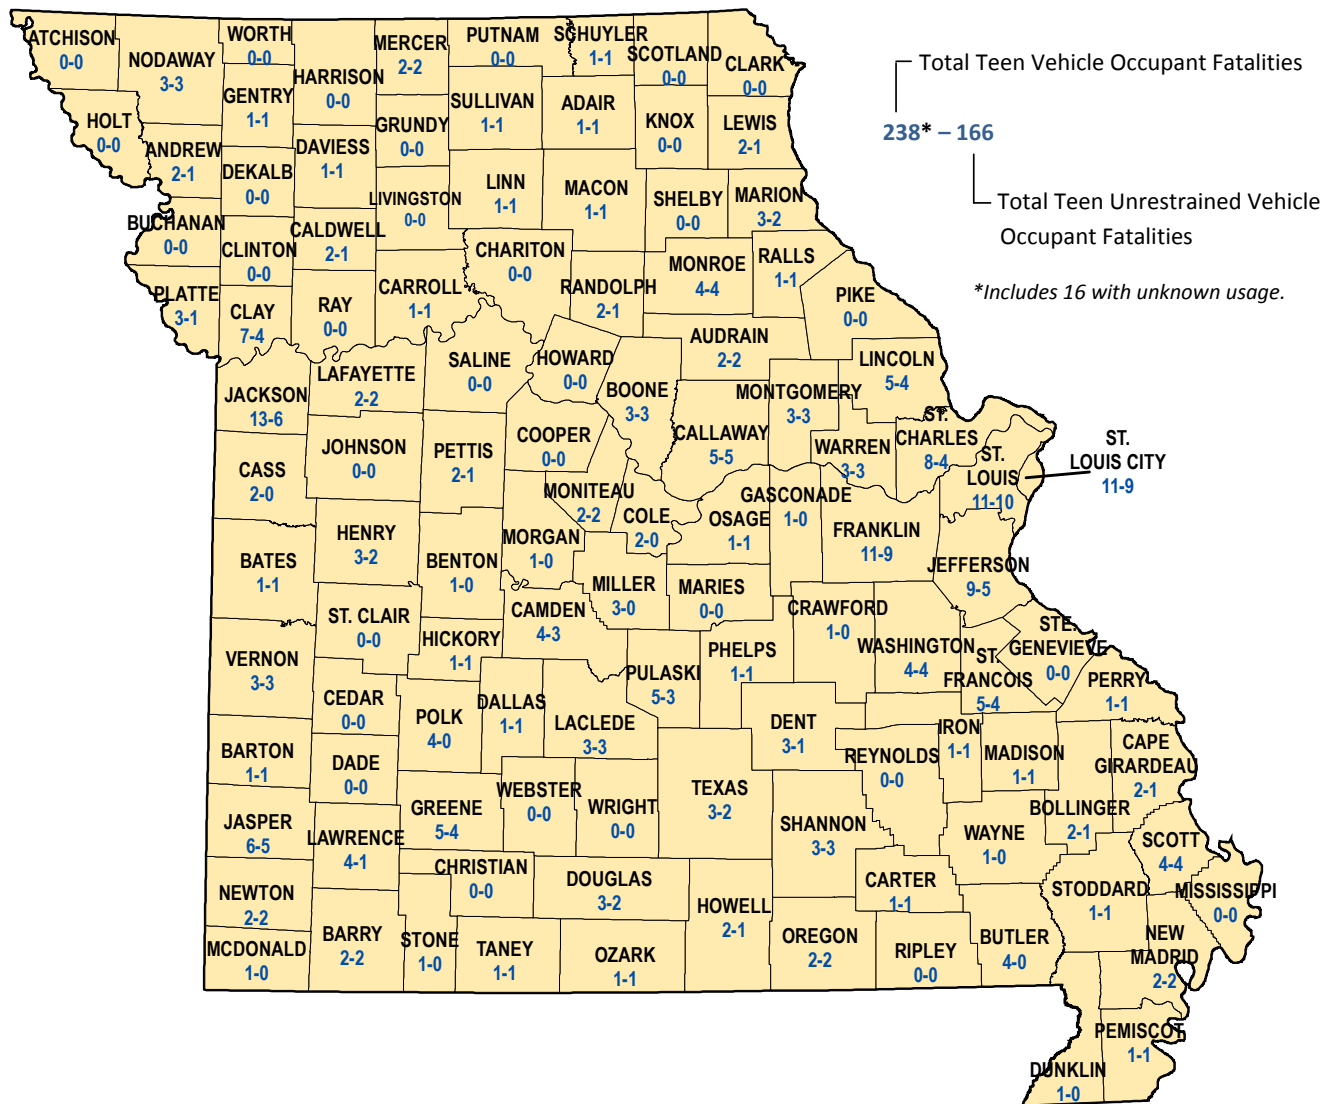 ATCHISON
0-0
NODAWAY
3-3
WORTH
0-0
HARRISON
0-0
MERCER
2-2
PUTNAM
0-0
SCHUYLER
1-1
SCOTLAND
0-0
CLARK
0-0
Total Teen Vehicle Occupant Fatalities
238* – 166
Total Teen Unrestrained Vehicle
Occupant Fatalities
*Includes 16 with unknown usage.
HOLT
0-0
ANDREW
2-1
GENTRY
1-1
DEKALB
0-0
DAVIESS
1-1
GRUNDY
0-0
SULLIVAN
1-1
ADAIR
1-1
KNOX
0-0
LEWIS
2-1
LIVINGSTON
0-0
LINN
1-1
MACON
1-1
SHELBY
0-0
MARION
3-2
BUCHANAN
0-0
CLINTON
0-0
CALDWELL
2-1
CHARITON
0-0
MONROE
4-4
RALLS
1-1
PLATTE
3-1
CLAY
7-4
RAY
0-0
CARROLL
1-1
RANDOLPH
2-1
PIKE
0-0
AUDRAIN
2-2
JACKSON
13-6
LAFAYETTE
2-2
SALINE
0-0
HOWARD
0-0
BOONE
3-3
LINCOLN
5-4
MONTGOMERY
3-3
CALLAWAY
5-5
WARREN
3-3
ST.
CHARLES
8-4
ST.
LOUIS
11-10
ST.
LOUIS CITY
11-9
CASS
2-0
JOHNSON
0-0
PETTIS
2-1
COOPER
0-0
MONITEAU
2-2
COLE
2-0
OSAGE
1-1
GASCONADE
1-0
FRANKLIN
11-9
JEFFERSON
9-5
BATES
1-1
HENRY
3-2
BENTON
1-0
MORGAN
1-0
MILLER
3-0
MARIES
0-0
CRAWFORD
1-0
WASHINGTON
4-4
ST.
FRANCOIS
5-4
STE.
GENEVIEVE
0-0
PERRY
1-1
ST. CLAIR
0-0
HICKORY
1-1
CAMDEN
4-3
PULASKI
5-3
PHELPS
1-1
VERNON
3-3
CEDAR
0-0
POLK
4-0
DALLAS
1-1
LACLEDE
3-3
DENT
3-1
IRON
1-1
REYNOLDS
0-0
MADISON
1-1
CAPE
GIRARDEAU
2-1
BARTON
1-1
DADE
0-0
GREENE
5-4
WEBSTER
0-0
WRIGHT
0-0
TEXAS
3-2
SHANNON
3-3
WAYNE
1-0
BOLLINGER
2-1
SCOTT
4-4
JASPER
6-5
LAWRENCE
4-1
CHRISTIAN
0-0
DOUGLAS
3-2
HOWELL
2-1
CARTER
1-1
STODDARD
1-1
MISSISSIPPI
0-0
NEWTON
2-2
MCDONALD
1-0
BARRY
2-2
STONE
1-0
TANEY
1-1
OZARK
1-1
OREGON
2-2
RIPLEY
0-0
BUTLER
4-0
NEW
MADRID
2-2
PEMISCOT
1-1
DUNKLIN
1-0